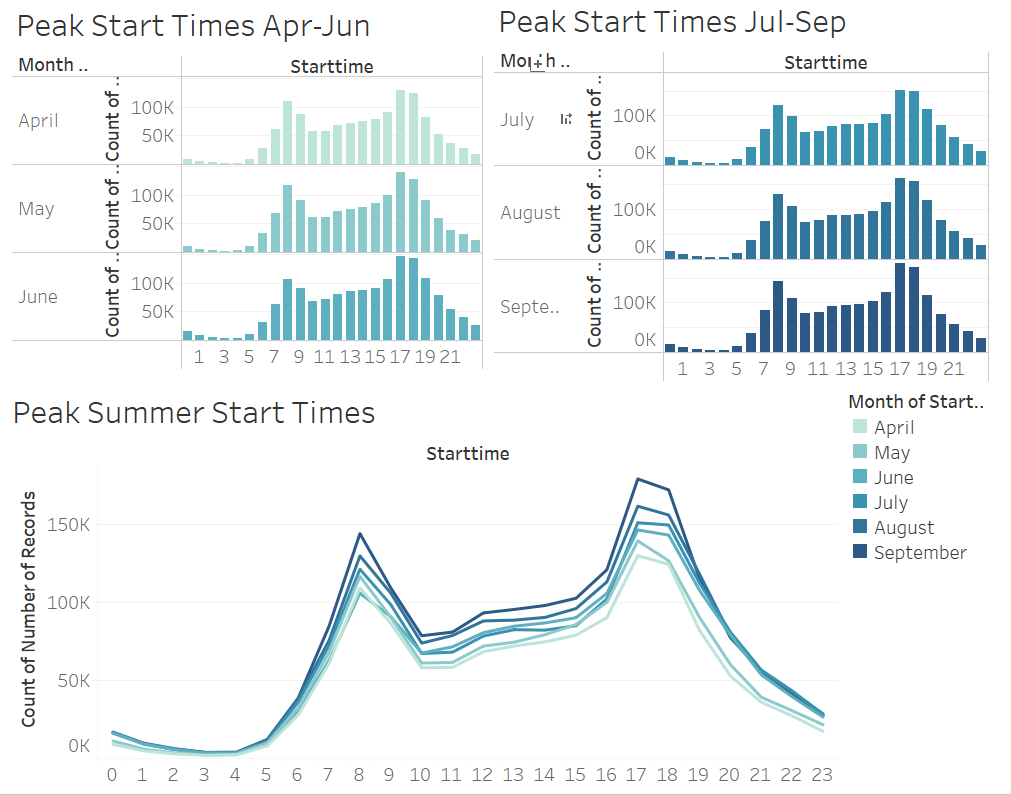 Peak Start Times Apr-Jun
Month ..
Starttime
April
Count of ..
100K
50K
May
Count of ..
100K
50K
June
Count of ..
100K
50K
1 3 5 7 9 11 13 15 17 19 21
Peak Start Times Jul-Sep
Starttime
July
Count of ..
100K
0K
August
Count of ..
100K
0K
Septe..
Count of ..
100K
0K
1 3 5 7 9 11 13 15 17 19 21
Peak Summer Start Times
Starttime
Count of Number of Records
150K
100K
50K
0K
0 1 2 3 4 5 6 7 8 9 10 11 12 13 14 15 16 17 18 19 20 21 22 23
Month of Start..
April
May
June
July
August
September